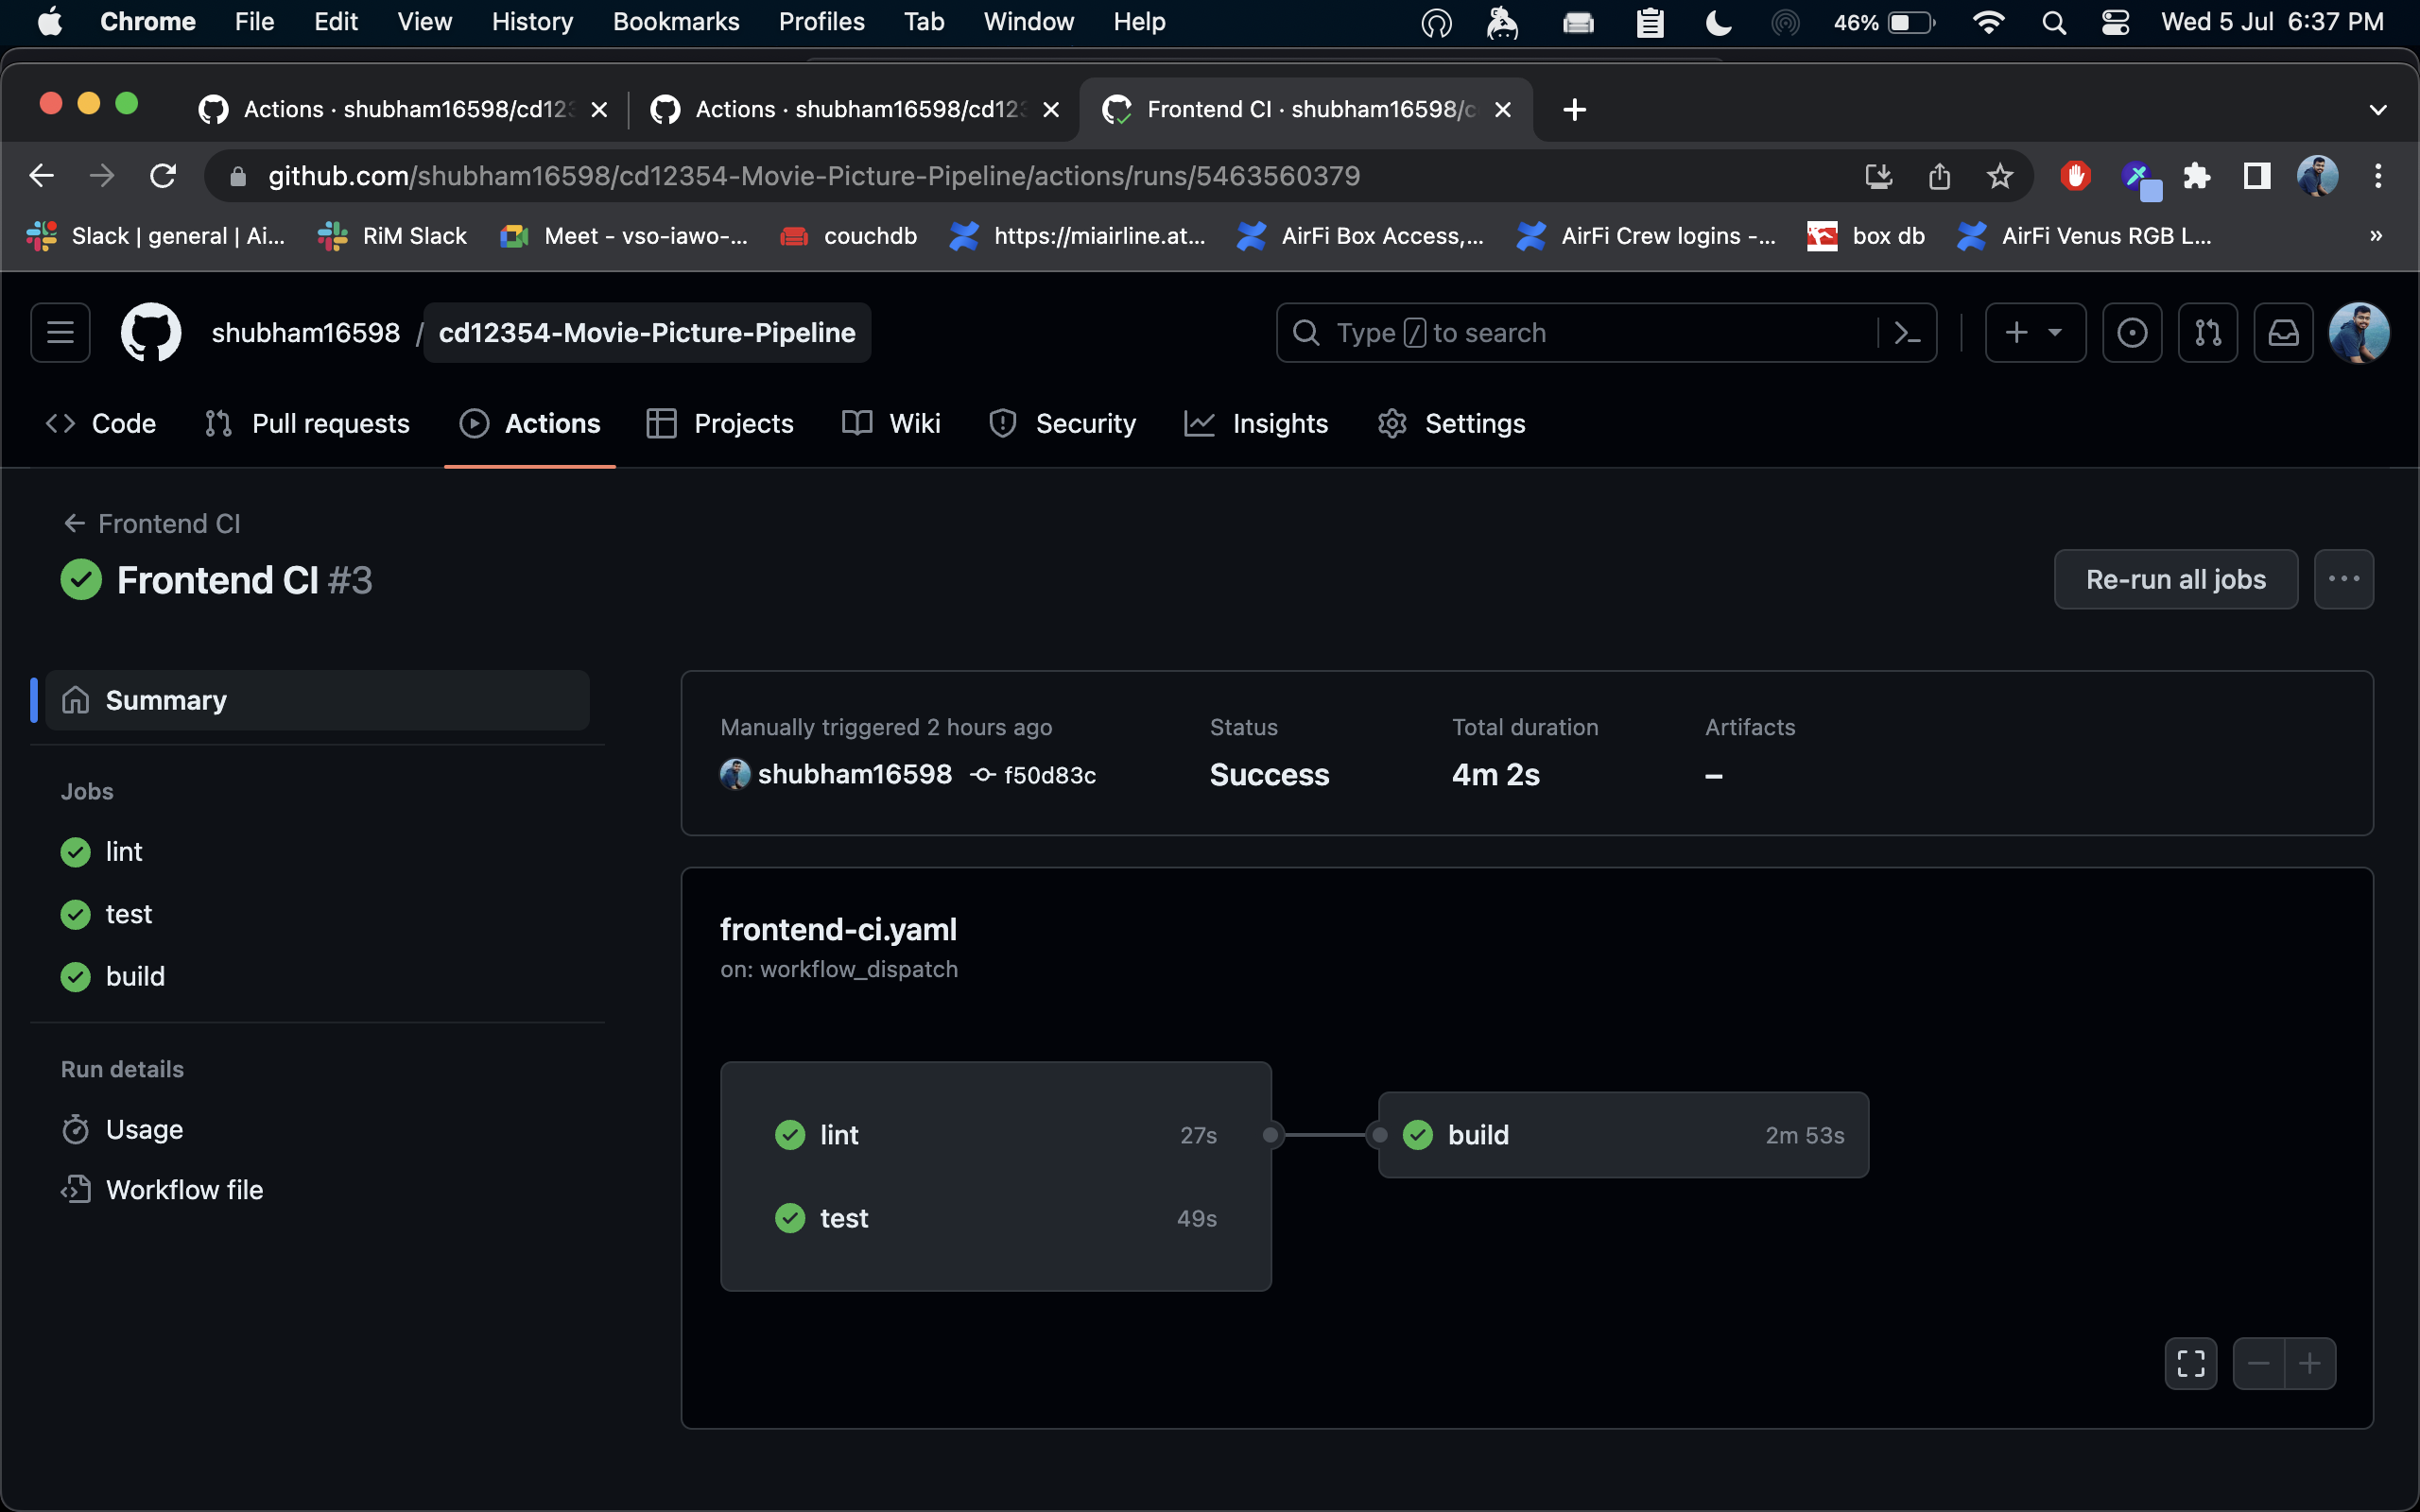 Chrome File Edit View History Bookmarks Profiles Tab Window Help 46% Wed 5 Jul 6:37 PM
Actions · shubham16598/cd123 Actions · shubham16598/cd123 Frontend CI · shubham16598/c
github.com/shubham16598/cd12354-Movie-Picture-Pipeline/actions/runs/5463560379
Slack | general | Ai... RiM Slack Meet - vso-iawo-... couchdb https://miairline.at... AirFi Box Access,... AirFi Crew logins -... box db AirFi Venus RGB L... »
shubham16598 / cd12354-Movie-Picture-Pipeline Type / to search
Code Pull requests Actions Projects Wiki Security Insights Settings
← Frontend CI
Frontend CI #3 Re-run all jobs ...
Summary
Jobs
lint
test
build
Run details
Usage
Workflow file
Manually triggered 2 hours ago Status Total duration Artifacts
shubham16598 f50d83c Success 4m 2s –
frontend-ci.yaml
on: workflow_dispatch
lint 27s build 2m 53s
test 49s